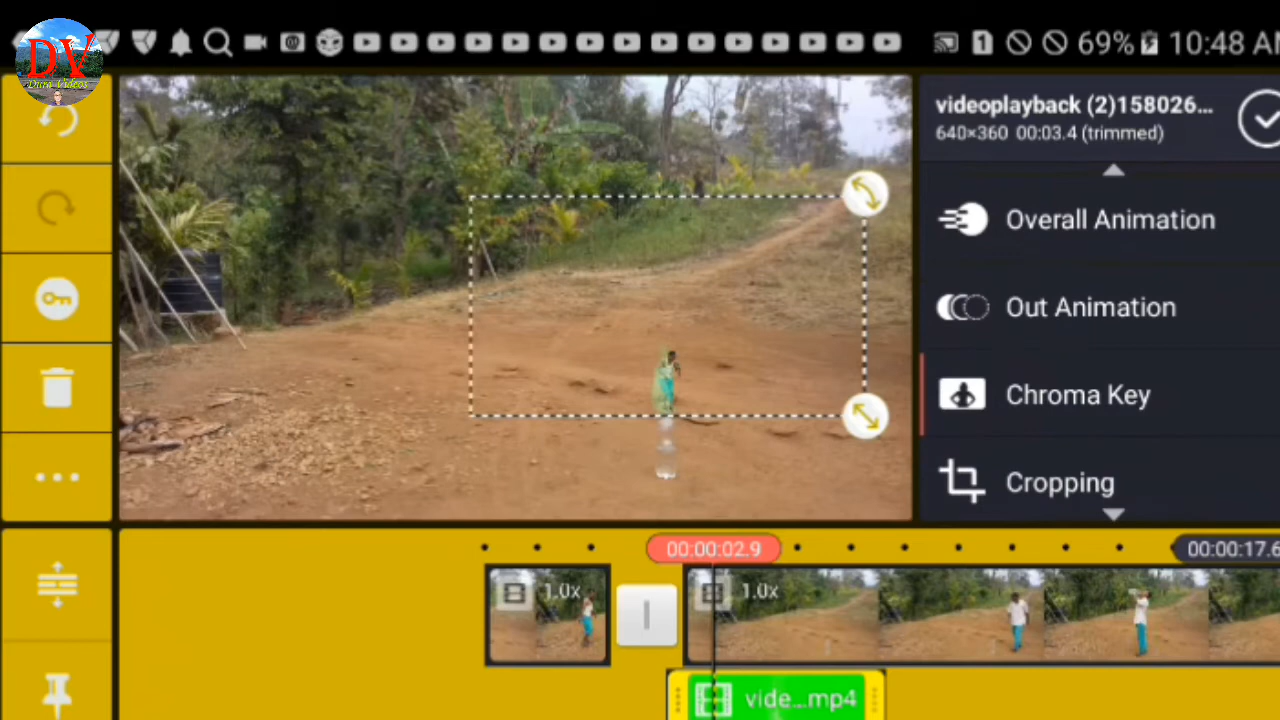 DV
Dura Videos
1
69%
10:48 AM
videoplayback (2)158026...
640×360 00:03.4 (trimmed)
Overall Animation
Out Animation
Chroma Key
Cropping
00:00:02.9
00:00:17.6
1.0x
1.0x
vide...mp4